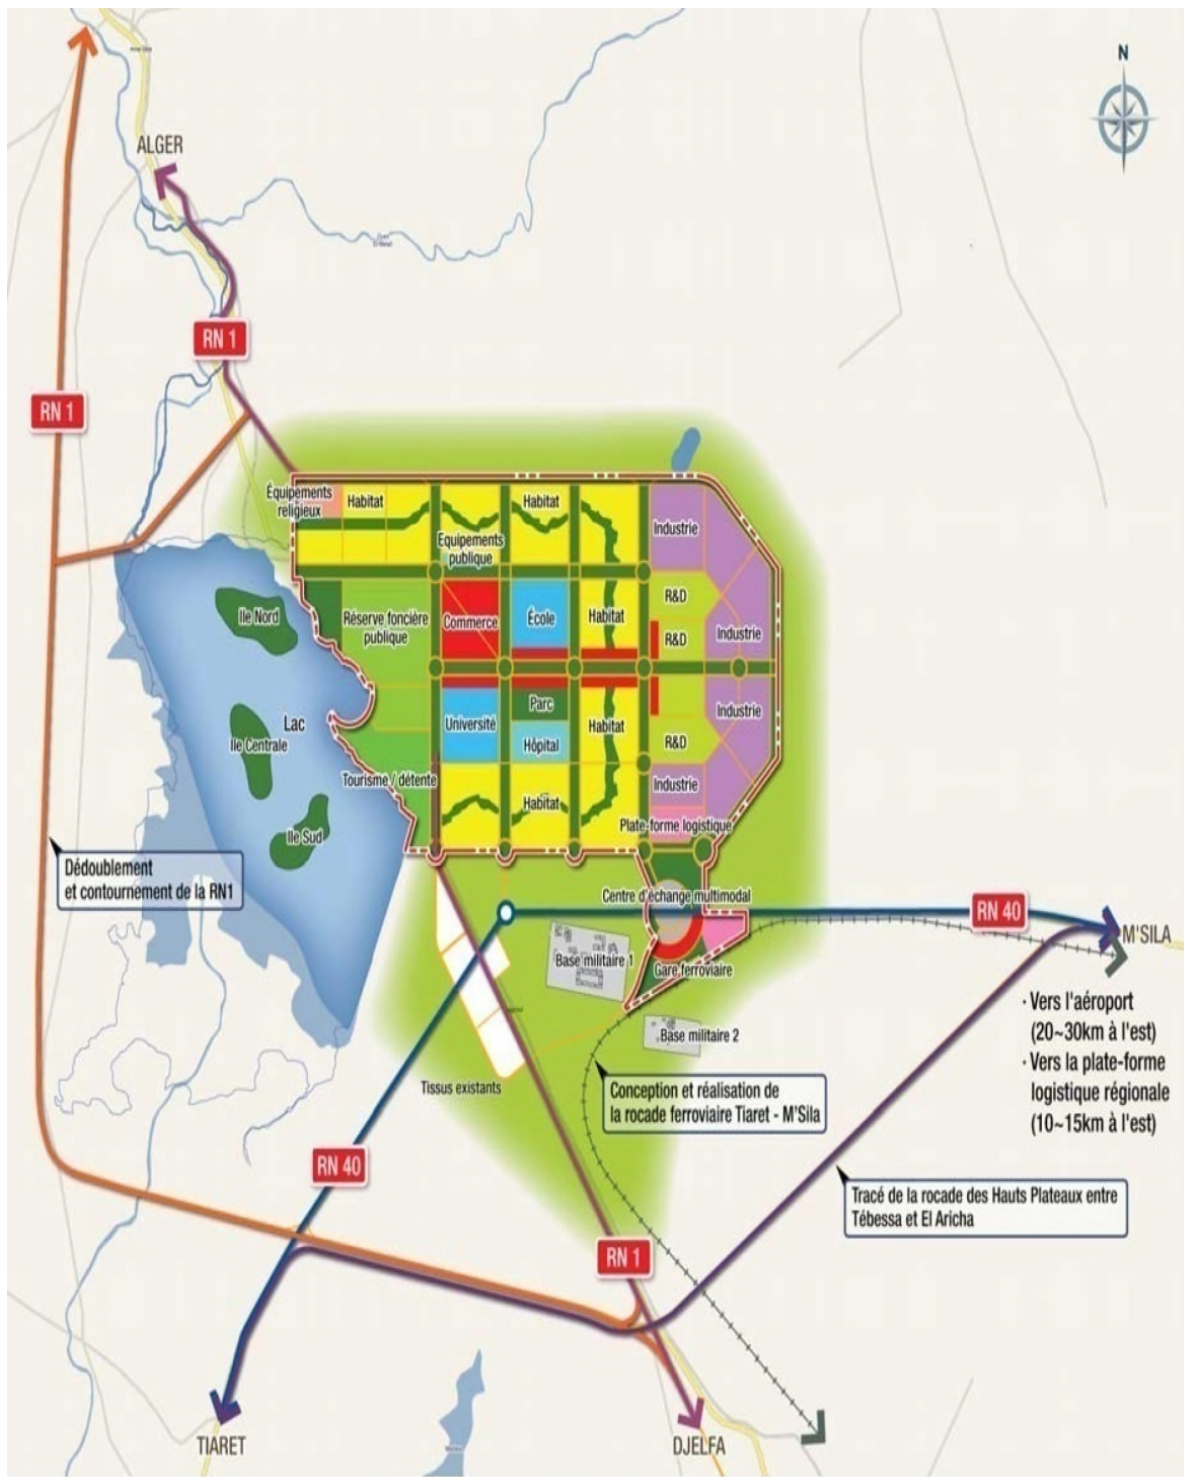 N
ALGER
RN 1
RN 1
Équipements
religieux
Habitat
Habitat
Equipements
publique
Industrie
Ile Nord
Réserve foncière
publique
Commerce
École
Habitat
R&D
R&D
Industrie
Lac
Ile Centrale
Université
Parc
Hôpital
Habitat
Industrie
R&D
Tourisme / détente
Habitat
Industrie
Plate-forme logistique
Ile Sud
Dédoublement
et contournement de la RN1
Centre d'échange multimodal
RN 40
M'SILA
Base militaire 1
Gare ferroviaire
Base militaire 2
· Vers l'aéroport
(20~30km à l'est)
· Vers la plate-forme
logistique régionale
(10~15km à l'est)
Tissus existants
Conception et réalisation de
la rocade ferroviaire Tiaret - M'Sila
RN 40
Tracé de la rocade des Hauts Plateaux entre
Tébessa et El Aricha
RN 1
TIARET
DJELFA